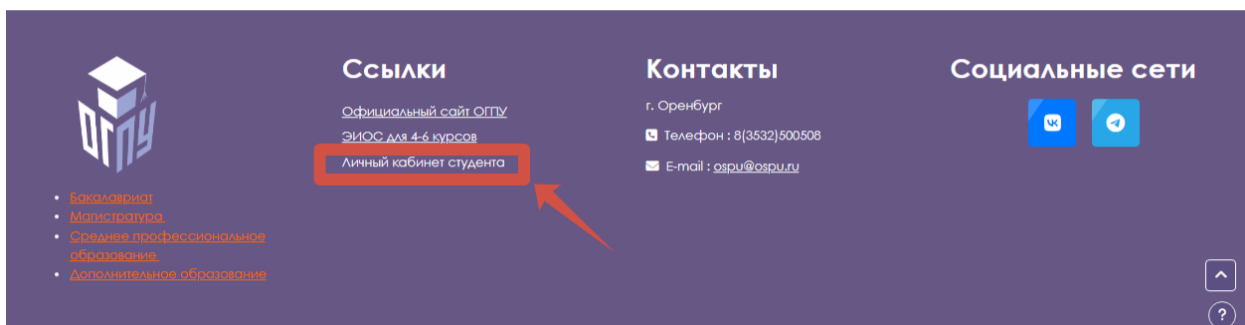 ОГПУ
Бакалавриат
Магистратура
Среднее профессиональное
образование
Дополнительное образование
Ссылки
Официальный сайт ОГПУ
ЭИОС для 4-6 курсов
Личный кабинет студента
Контакты
г. Оренбург
Телефон : 8(3532)500508
E-mail : ospu@ospu.ru
Социальные сети
?